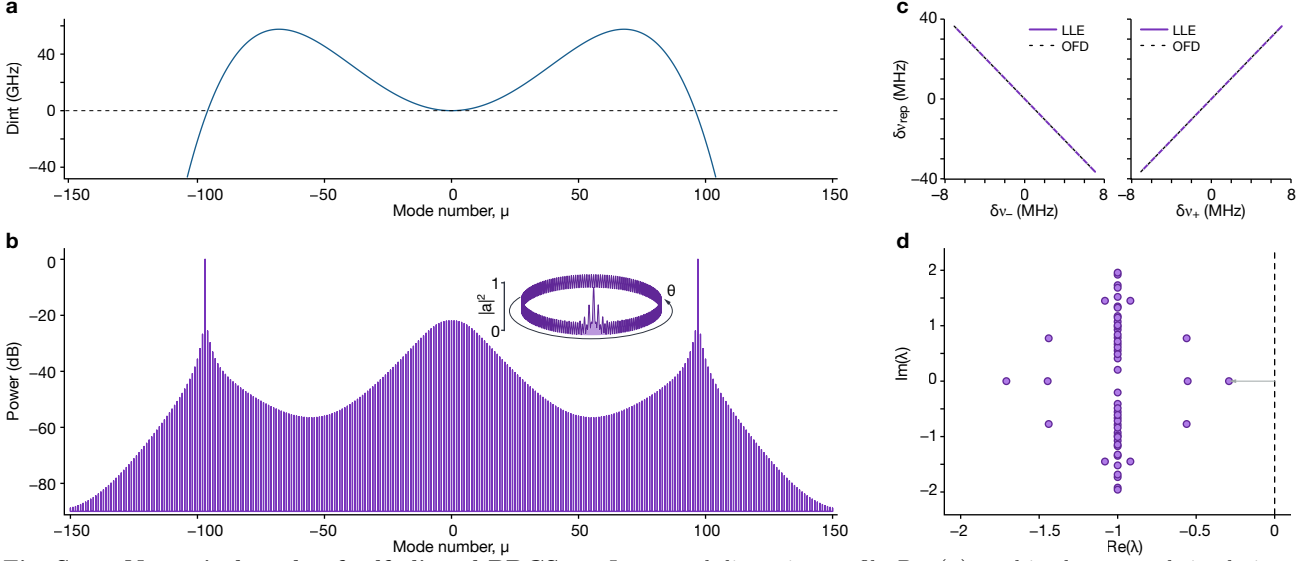 a
Dint (GHz)
40
0
−40
−150
−100
−50
0
50
100
150
Mode number, μ
b
Power (dB)
0
−20
−40
−60
−80
−150
−100
−50
0
50
100
150
Mode number, μ
|a|²
1
0
θ
c
δν_rep (MHz)
40
0
−40
LLE
OFD
−8
0
8
δν₋ (MHz)
LLE
OFD
−8
0
8
δν₊ (MHz)
d
Im(λ)
2
1
0
−1
−2
−2
−1.5
−1
−0.5
0
Re(λ)